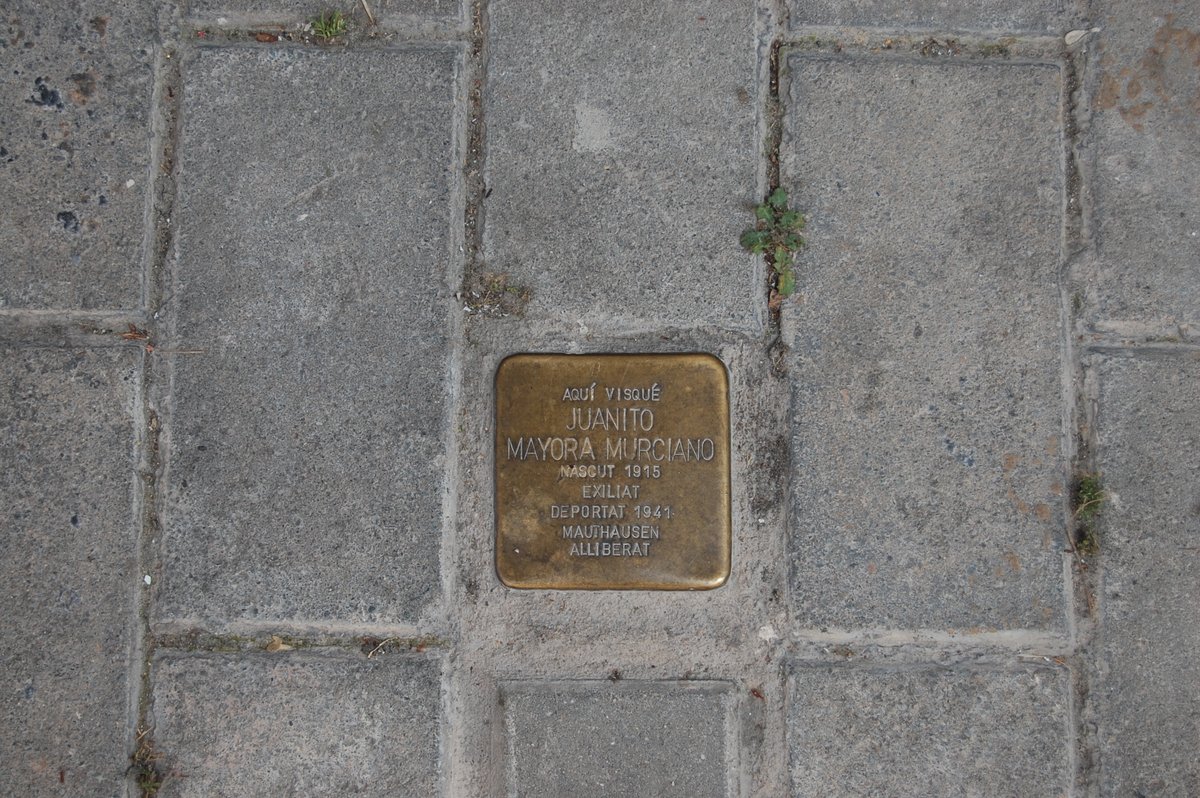 AQUÍ VISQUÉ
JUANITO
MAYORA MURCIANO
NASCUT 1915
EXILIAT
DEPORTAT 1941
MAUTHAUSEN
ALLIBERAT